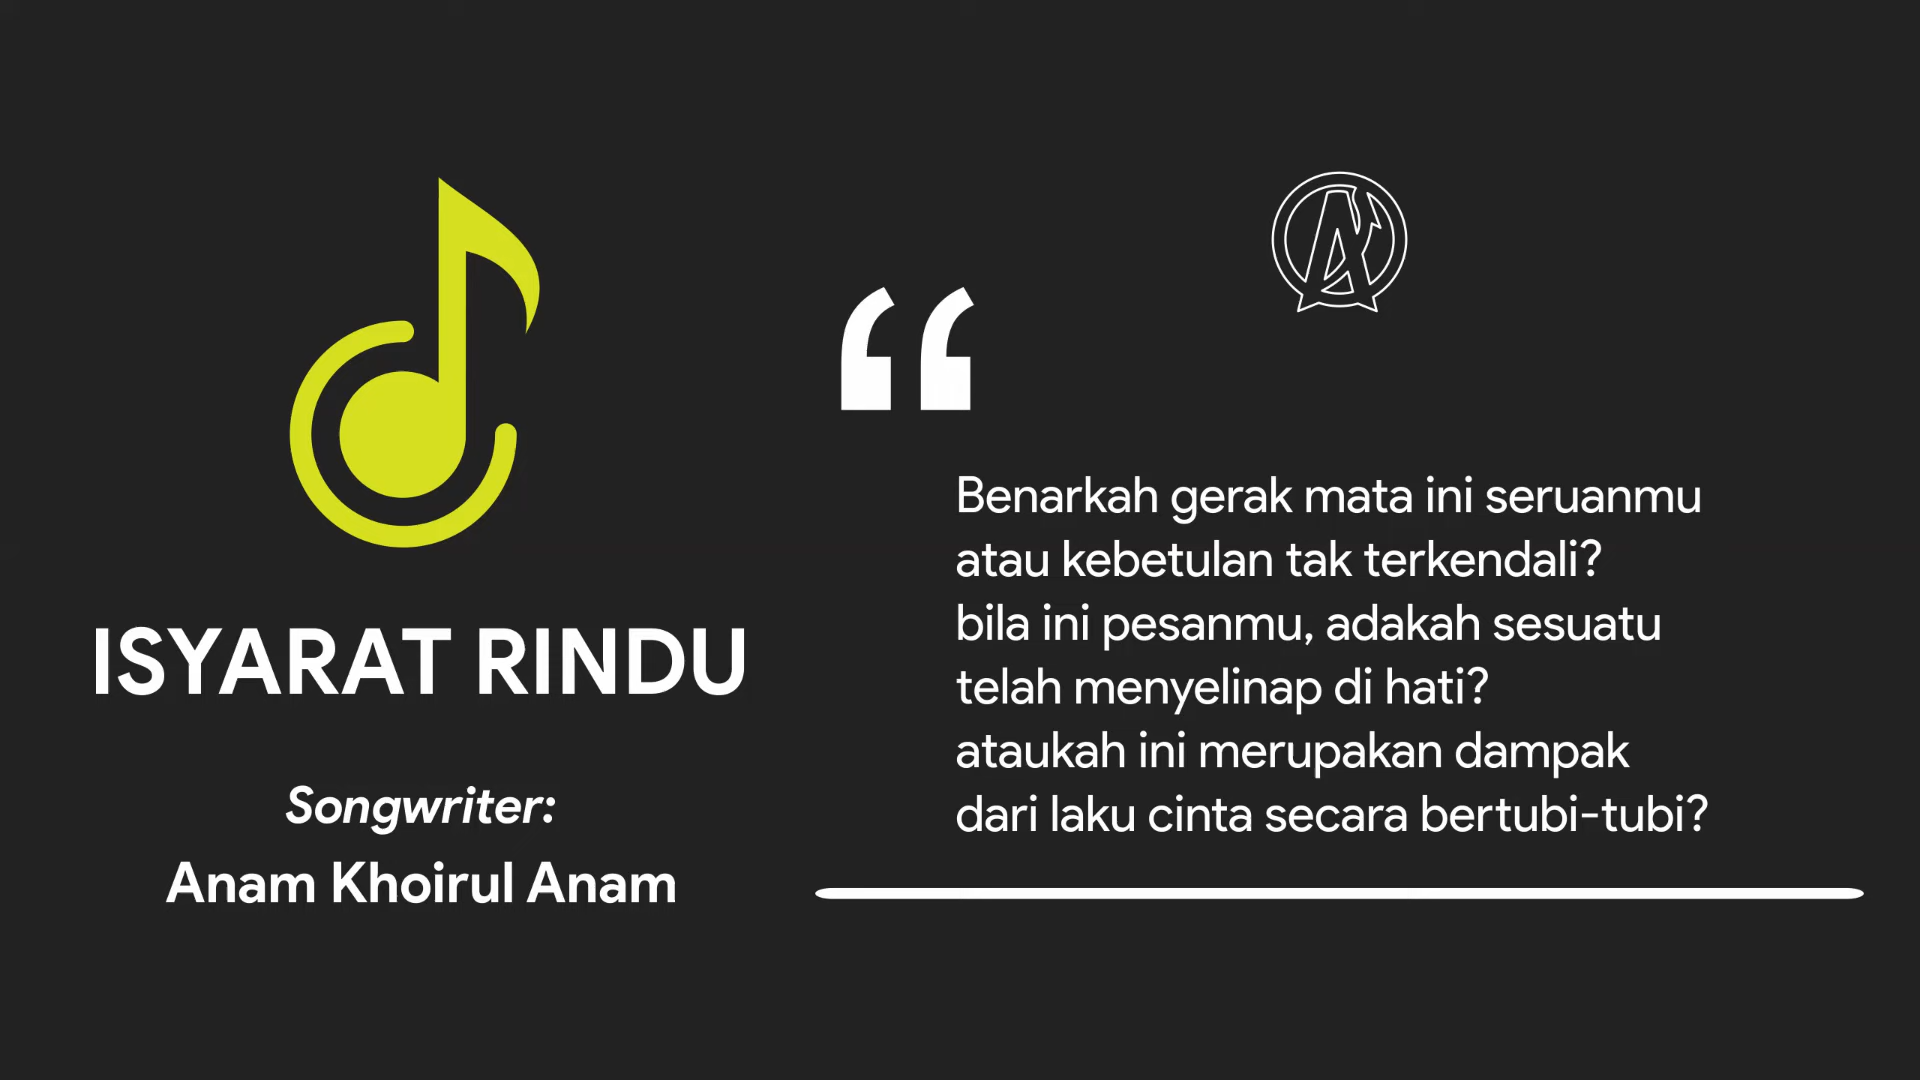 ISYARAT RINDU
Songwriter:
Anam Khoirul Anam
Benarkah gerak mata ini seruanmu
atau kebetulan tak terkendali?
bila ini pesanmu, adakah sesuatu
telah menyelinap di hati?
ataukah ini merupakan dampak
dari laku cinta secara bertubi-tubi?